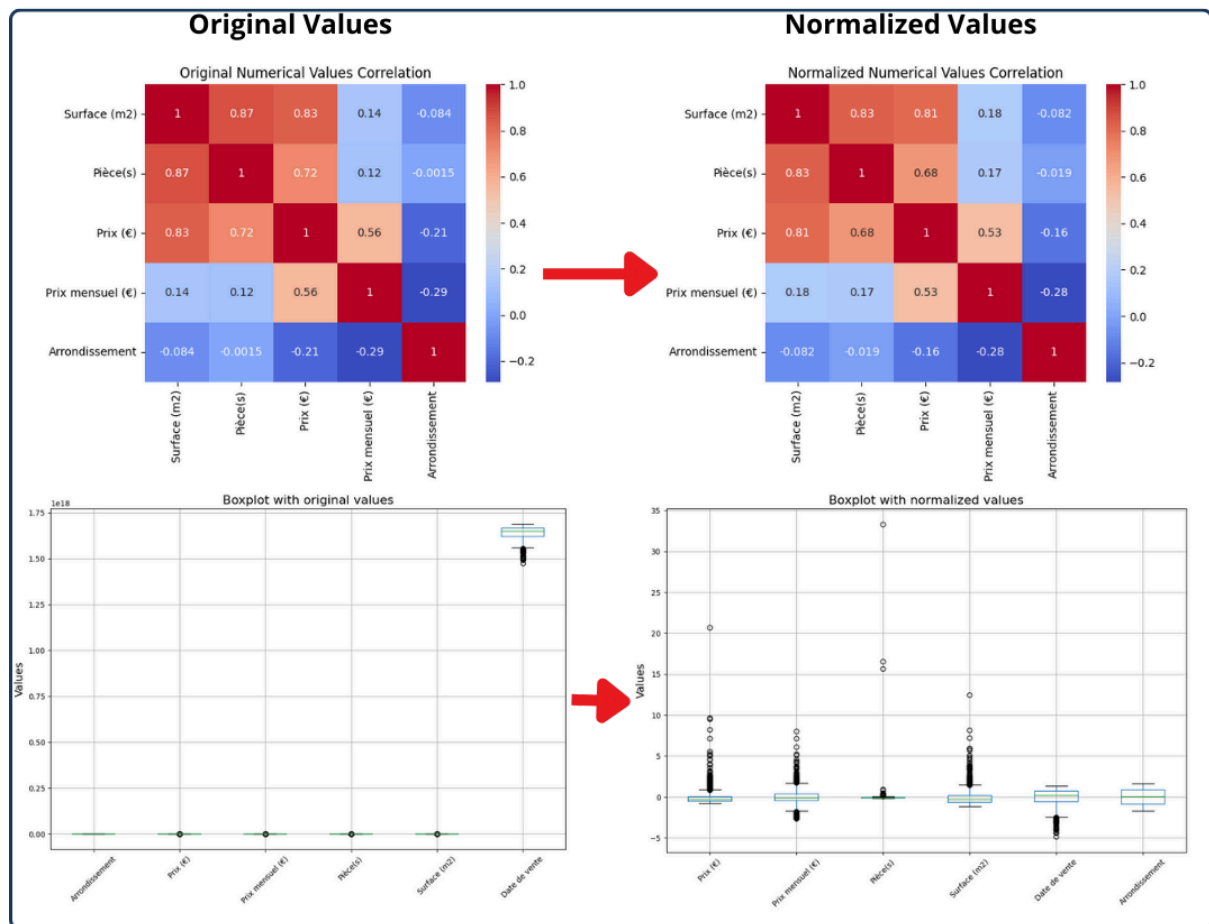 Original Values
Normalized Values
Original Numerical Values Correlation
Surface (m2)
Pièce(s)
Prix (€)
Prix mensuel (€)
Arrondissement
1 0.87 0.83 0.14 -0.084
0.87 1 0.72 0.12 -0.0015
0.83 0.72 1 0.56 -0.21
0.14 0.12 0.56 1 -0.29
-0.084 -0.0015 -0.21 -0.29 1
Surface (m2)
Pièce(s)
Prix (€)
Prix mensuel (€)
Arrondissement
1.0
0.8
0.6
0.4
0.2
0.0
−0.2
Normalized Numerical Values Correlation
Surface (m2)
Pièce(s)
Prix (€)
Prix mensuel (€)
Arrondissement
1 0.83 0.81 0.18 -0.082
0.83 1 0.68 0.17 -0.019
0.81 0.68 1 0.53 -0.16
0.18 0.17 0.53 1 -0.28
-0.082 -0.019 -0.16 -0.28 1
Surface (m2)
Pièce(s)
Prix (€)
Prix mensuel (€)
Arrondissement
1.0
0.8
0.6
0.4
0.2
0.0
−0.2
Boxplot with original values
1e18
1.75
1.50
1.25
1.00
0.75
0.50
0.25
0.00
Values
Arrondissement
Prix (€)
Prix mensuel (€)
Pièce(s)
Surface (m2)
Date de vente
Boxplot with normalized values
35
30
25
20
15
10
5
0
−5
Values
Prix (€)
Prix mensuel (€)
Pièce(s)
Surface (m2)
Date de vente
Arrondissement